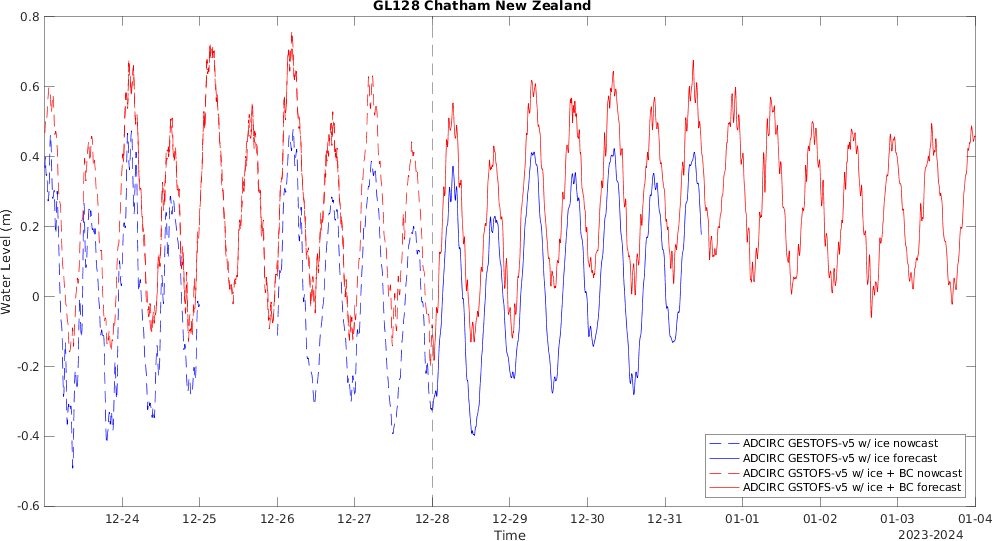 GL128 Chatham New Zealand
0.8
0.6
0.4
0.2
0
-0.2
-0.4
-0.6
Water Level (m)
ADCIRC GESTOFS-v5 w/ ice nowcast
ADCIRC GESTOFS-v5 w/ ice forecast
ADCIRC GSTOFS-v5 w/ ice + BC nowcast
ADCIRC GSTOFS-v5 w/ ice + BC forecast
12-24 12-25 12-26 12-27 12-28 12-29 12-30 12-31 01-01 01-02 01-03 01-04
Time
2023-2024